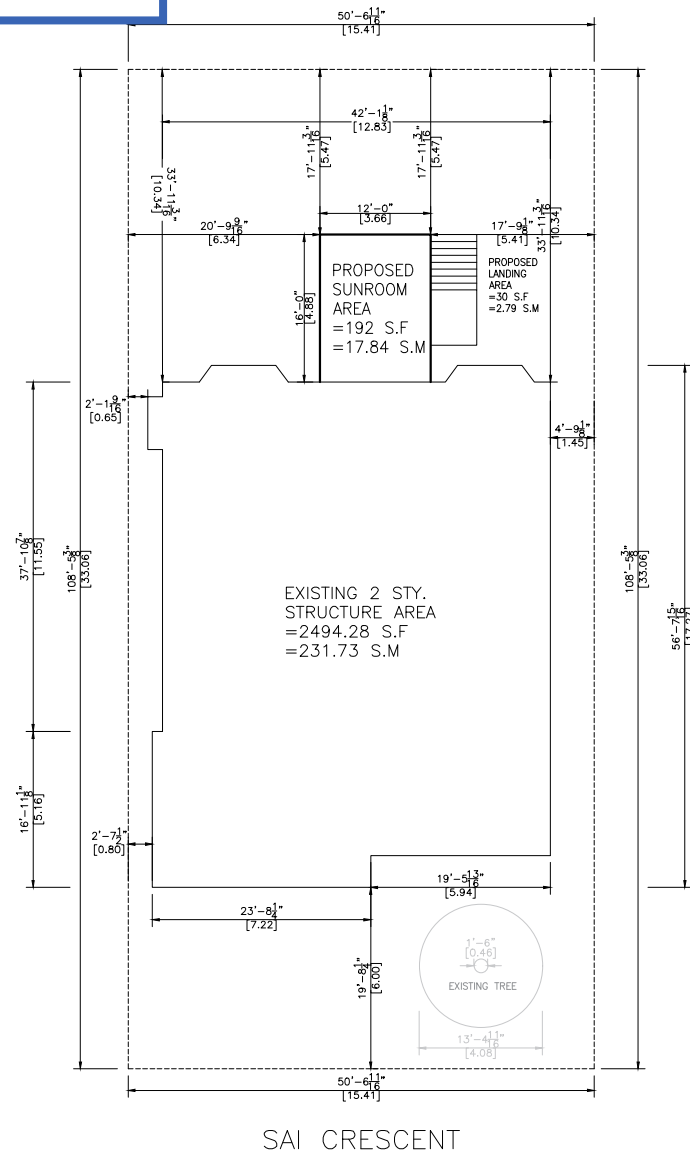 50'-6 11/16"
[15.41]
42'-1 1/8"
[12.83]
17'-11 3/16"
[5.47]
17'-11 3/16"
[5.47]
33'-11 3/16"
[10.34]
33'-11 3/16"
[10.34]
12'-0"
[3.66]
20'-9 9/16"
[6.34]
17'-9 1/8"
[5.41]
16'-0"
[4.88]
PROPOSED
SUNROOM
AREA
=192 S.F
=17.84 S.M
PROPOSED
LANDING
AREA
=30 S.F
=2.79 S.M
2'-1 9/16"
[0.65]
4'-9 1/8"
[1.45]
37'-10 7/8"
[11.55]
108'-5 3/8"
[33.06]
108'-5 3/8"
[33.06]
56'-7 15/16"
EXISTING 2 STY.
STRUCTURE AREA
=2494.28 S.F
=231.73 S.M
16'-11 1/8"
[5.16]
2'-7 1/2"
[0.80]
19'-5 13/16"
[5.94]
23'-8 1/4"
[7.22]
19'-8 1/4"
[6.00]
1'-6"
[0.46]
EXISTING TREE
13'-4 11/16"
[4.08]
50'-6 11/16"
[15.41]
SAI CRESCENT